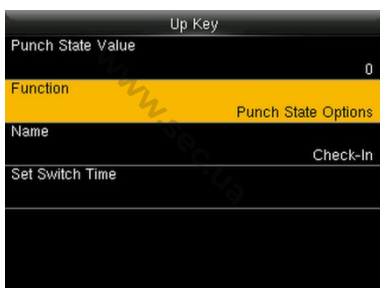 Up Key
Punch State Value
0
Function
Punch State Options
Name
Check-In
Set Switch Time
www.sec.ua